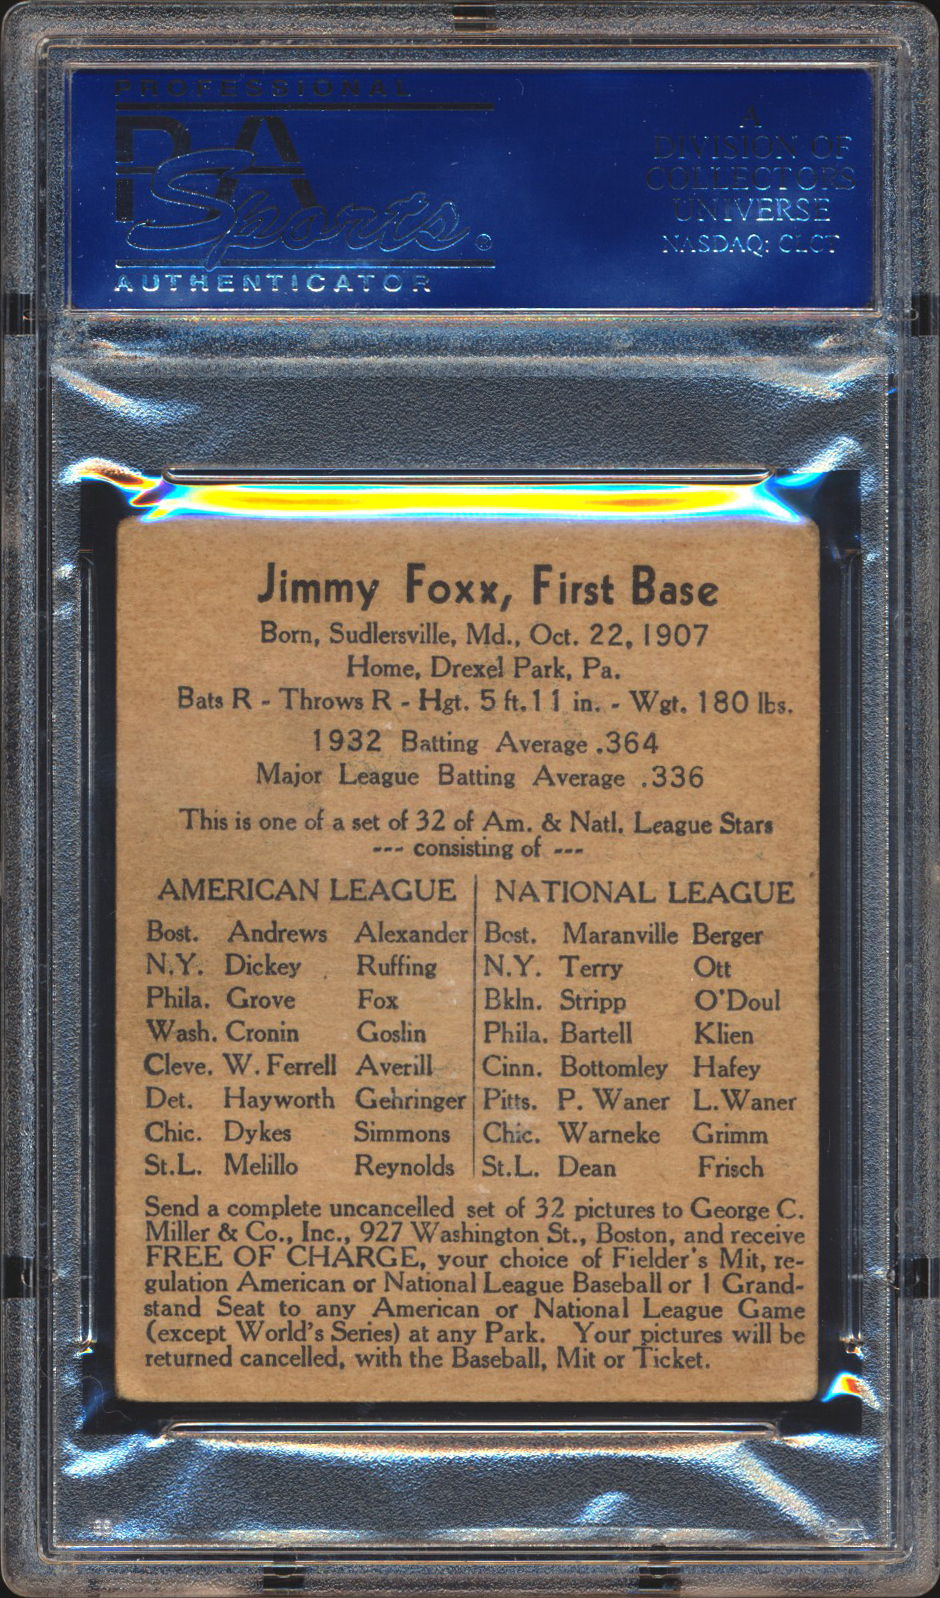 PROFESSIONAL
PSA
Sports®
AUTHENTICATOR
A
DIVISION OF
COLLECTORS
UNIVERSE
NASDAQ: CLCT
Jimmy Foxx, First Base
Born, Sudlersville, Md., Oct. 22, 1907
Home, Drexel Park, Pa.
Bats R - Throws R - Hgt. 5 ft. 11 in. - Wgt. 180 lbs.
1932 Batting Average .364
Major League Batting Average .336
This is one of a set of 32 of Am. & Natl. League Stars
--- consisting of ---
AMERICAN LEAGUE NATIONAL LEAGUE
Bost. Andrews Alexander Bost. Maranville Berger
N.Y. Dickey Ruffing N.Y. Terry Ott
Phila. Grove Fox Bkln. Stripp O'Doul
Wash. Cronin Goslin Phila. Bartell Klien
Cleve. W. Ferrell Averill Cinn. Bottomley Hafey
Det. Hayworth Gehringer Pitts. P. Waner L. Waner
Chic. Dykes Simmons Chic. Warneke Grimm
St.L. Melillo Reynolds St.L. Dean Frisch
Send a complete uncancelled set of 32 pictures to George C.
Miller & Co., Inc., 927 Washington St., Boston, and receive
FREE OF CHARGE, your choice of Fielder's Mit, re-
gulation American or National League Baseball or 1 Grand-
stand Seat to any American or National League Game
(except World's Series) at any Park. Your pictures will be
returned cancelled, with the Baseball, Mit or Ticket.